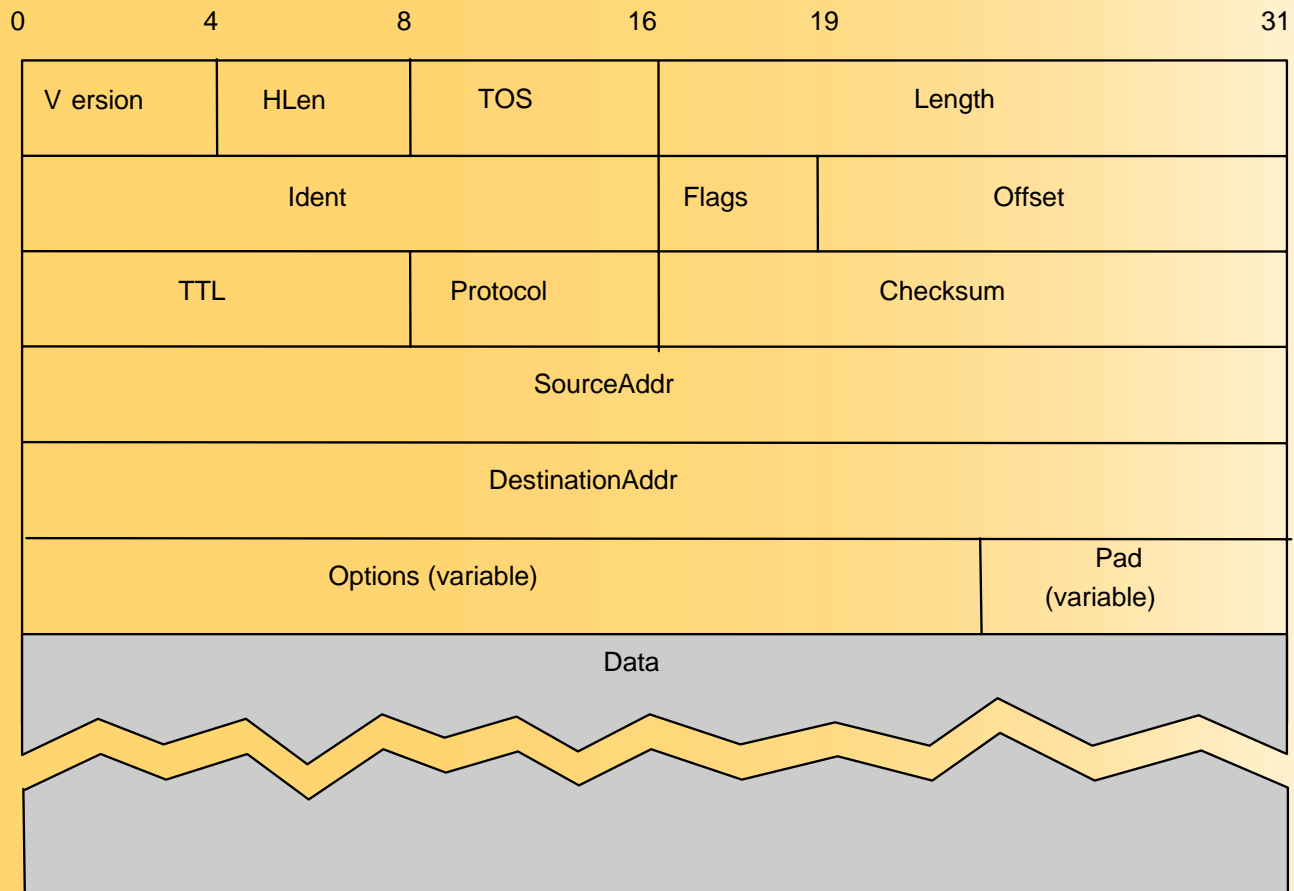 0 4 8 16 19 31
V ersion HLen TOS Length
Ident Flags Offset
TTL Protocol Checksum
SourceAddr
DestinationAddr
Options (variable) Pad
(variable)
Data